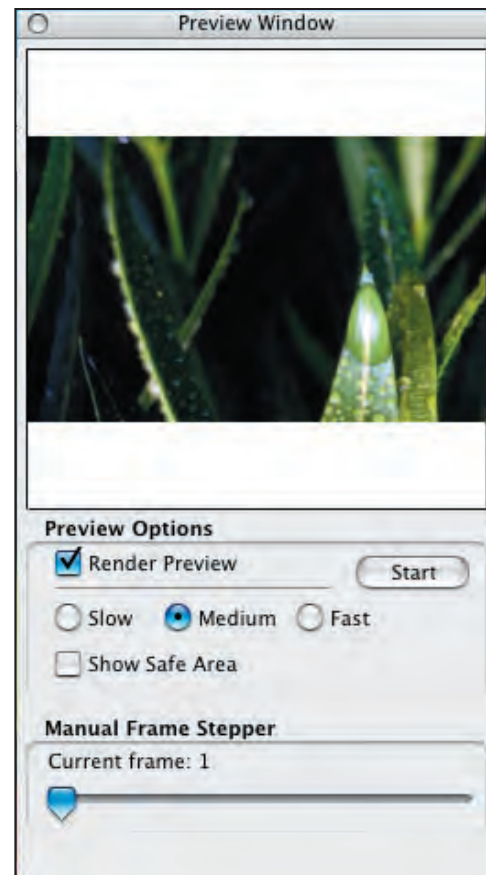 Preview Window
Preview Options
Render Preview
Start
Slow Medium Fast
Show Safe Area
Manual Frame Stepper
Current frame: 1